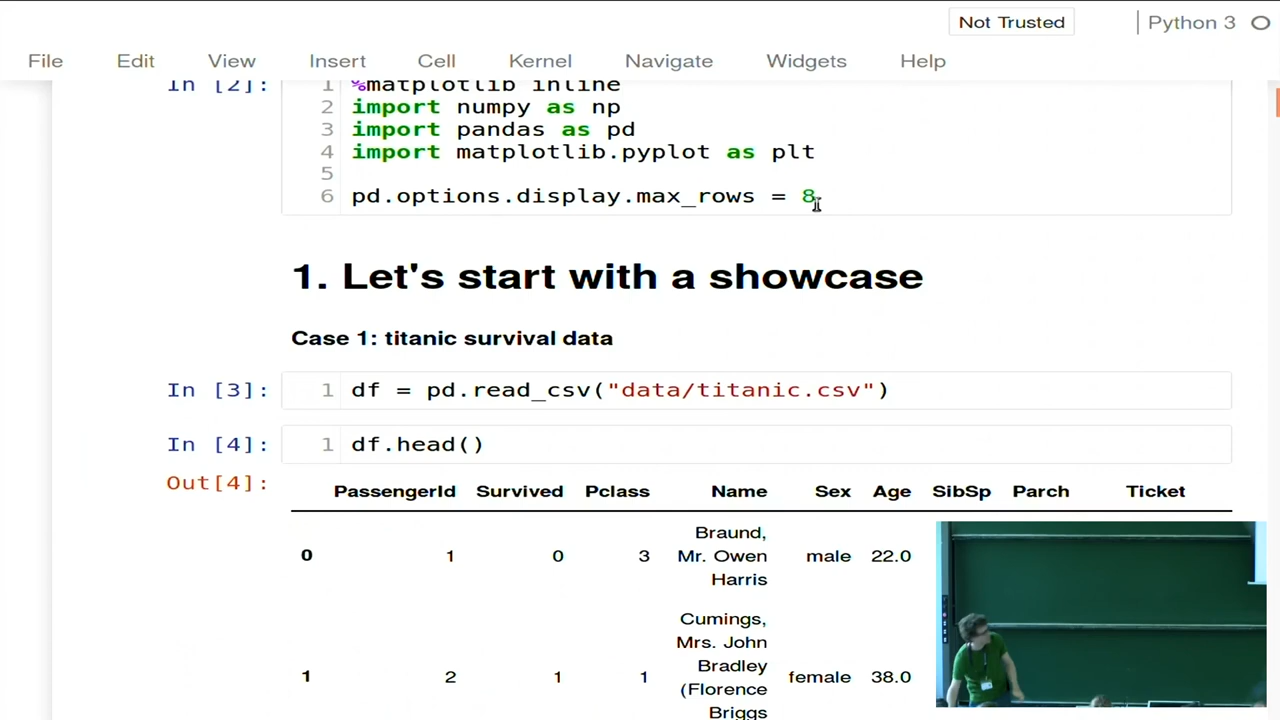 Not Trusted
Python 3
File Edit View Insert Cell Kernel Navigate Widgets Help
In [2]:
1 %matplotlib inline
2 import numpy as np
3 import pandas as pd
4 import matplotlib.pyplot as plt
5
6 pd.options.display.max_rows = 8
1. Let's start with a showcase
Case 1: titanic survival data
In [3]: 1 df = pd.read_csv("data/titanic.csv")
In [4]: 1 df.head()
Out[4]:
PassengerId Survived Pclass Name Sex Age SibSp Parch Ticket
Braund,
0 1 0 3 Mr. Owen male 22.0
Harris
Cumings,
Mrs. John
1 2 1 1 Bradley female 38.0
(Florence
Briggs